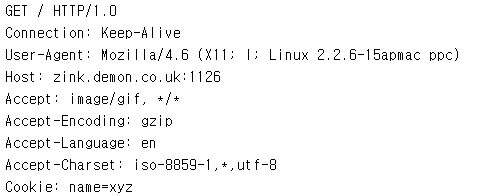 GET / HTTP/1.0
Connection: Keep-Alive
User-Agent: Mozilla/4.6 (X11; I; Linux 2.2.6-15apmac ppc)
Host: zink.demon.co.uk:1126
Accept: image/gif, */*
Accept-Encoding: gzip
Accept-Language: en
Accept-Charset: iso-8859-1,*,utf-8
Cookie: name=xyz